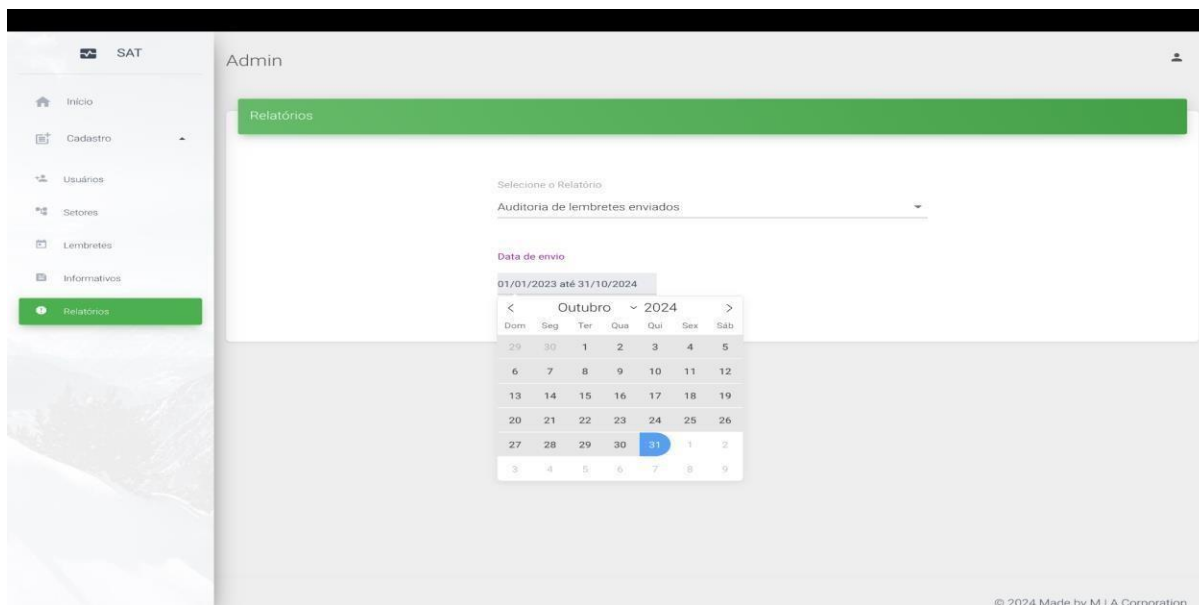 SAT
Admin
Início
Cadastro
Usuários
Setores
Lembretes
Informativos
Relatórios
Relatórios
Selecione o Relatório
Auditoria de lembretes enviados
Data de envio
01/01/2023 até 31/10/2024
Outubro 2024
Dom Seg Ter Qua Qui Sex Sáb
29 30 1 2 3 4 5
6 7 8 9 10 11 12
13 14 15 16 17 18 19
20 21 22 23 24 25 26
27 28 29 30 31 1 2
3 4 5 6 7 8 9
© 2024 Made by M.I.A Corporation